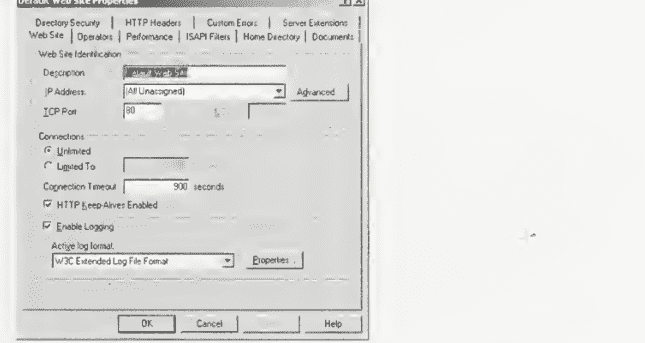 Default Web Site Properties
Directory Security HTTP Headers Custom Errors Server Extensions
Web Site Operators Performance ISAPI Filters Home Directory Documents
Web Site Identification
Description: Default Web Site
IP Address: (All Unassigned) Advanced
TCP Port 80
Connections
Unlimited
Limited To
Connection Timeout 900 seconds
HTTP Keep-Alives Enabled
Enable Logging
Active log format:
W3C Extended Log File Format Properties...
OK Cancel Help